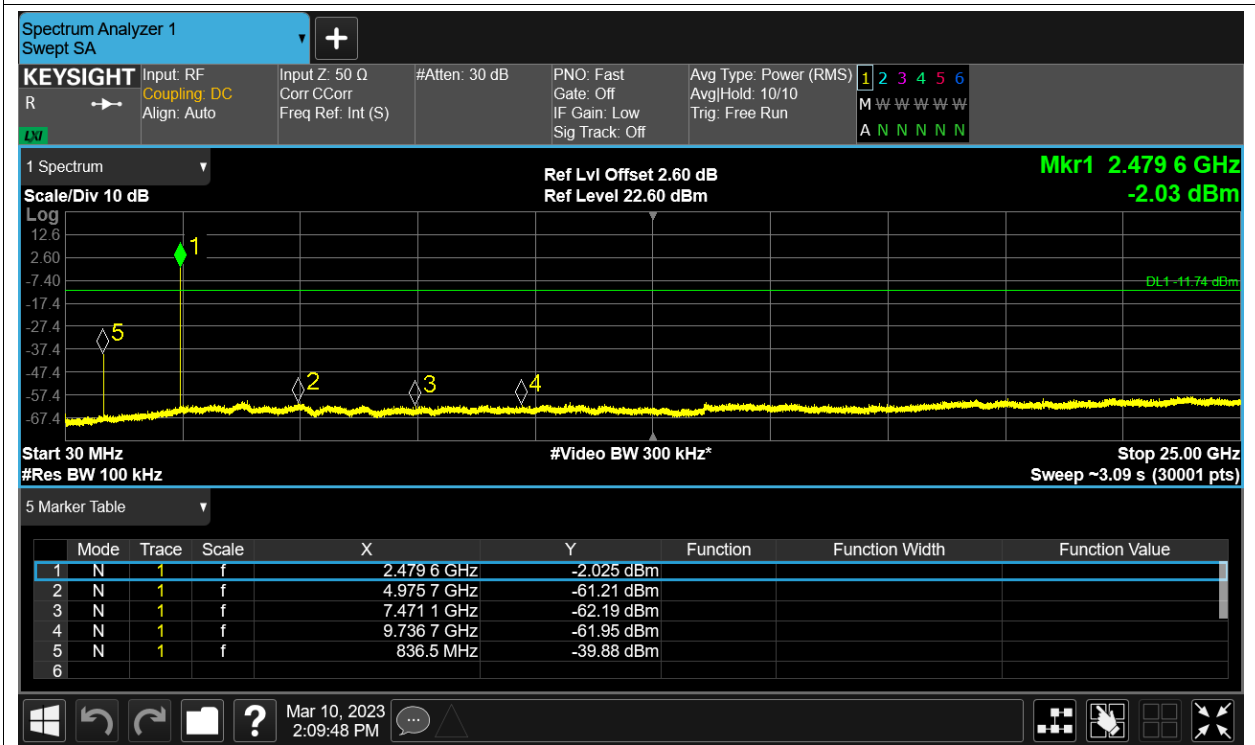 Spectrum Analyzer 1
Swept SA
KEYSIGHT
R
LXI
Input: RF
Coupling: DC
Align: Auto
Input Z: 50 Ω
Corr CCorr
Freq Ref: Int (S)
#Atten: 30 dB
PNO: Fast
Gate: Off
IF Gain: Low
Sig Track: Off
Avg Type: Power (RMS)
Avg|Hold: 10/10
Trig: Free Run
1 2 3 4 5 6
M W W W W W
A N N N N N
1 Spectrum
Scale/Div 10 dB
Ref Lvl Offset 2.60 dB
Ref Level 22.60 dBm
Mkr1 2.479 6 GHz
-2.03 dBm
Log
12.6
2.60
-7.40
-17.4
-27.4
-37.4
-47.4
-57.4
-67.4
1
5
2
3
4
DL1 -11.74 dBm
Start 30 MHz
#Video BW 300 kHz*
Stop 25.00 GHz
#Res BW 100 kHz
Sweep ~3.09 s (30001 pts)
5 Marker Table
Mode Trace Scale X Y Function Function Width Function Value
1 N 1 f 2.479 6 GHz -2.025 dBm
2 N 1 f 4.975 7 GHz -61.21 dBm
3 N 1 f 7.471 1 GHz -62.19 dBm
4 N 1 f 9.736 7 GHz -61.95 dBm
5 N 1 f 836.5 MHz -39.88 dBm
6
?
Mar 10, 2023
2:09:48 PM